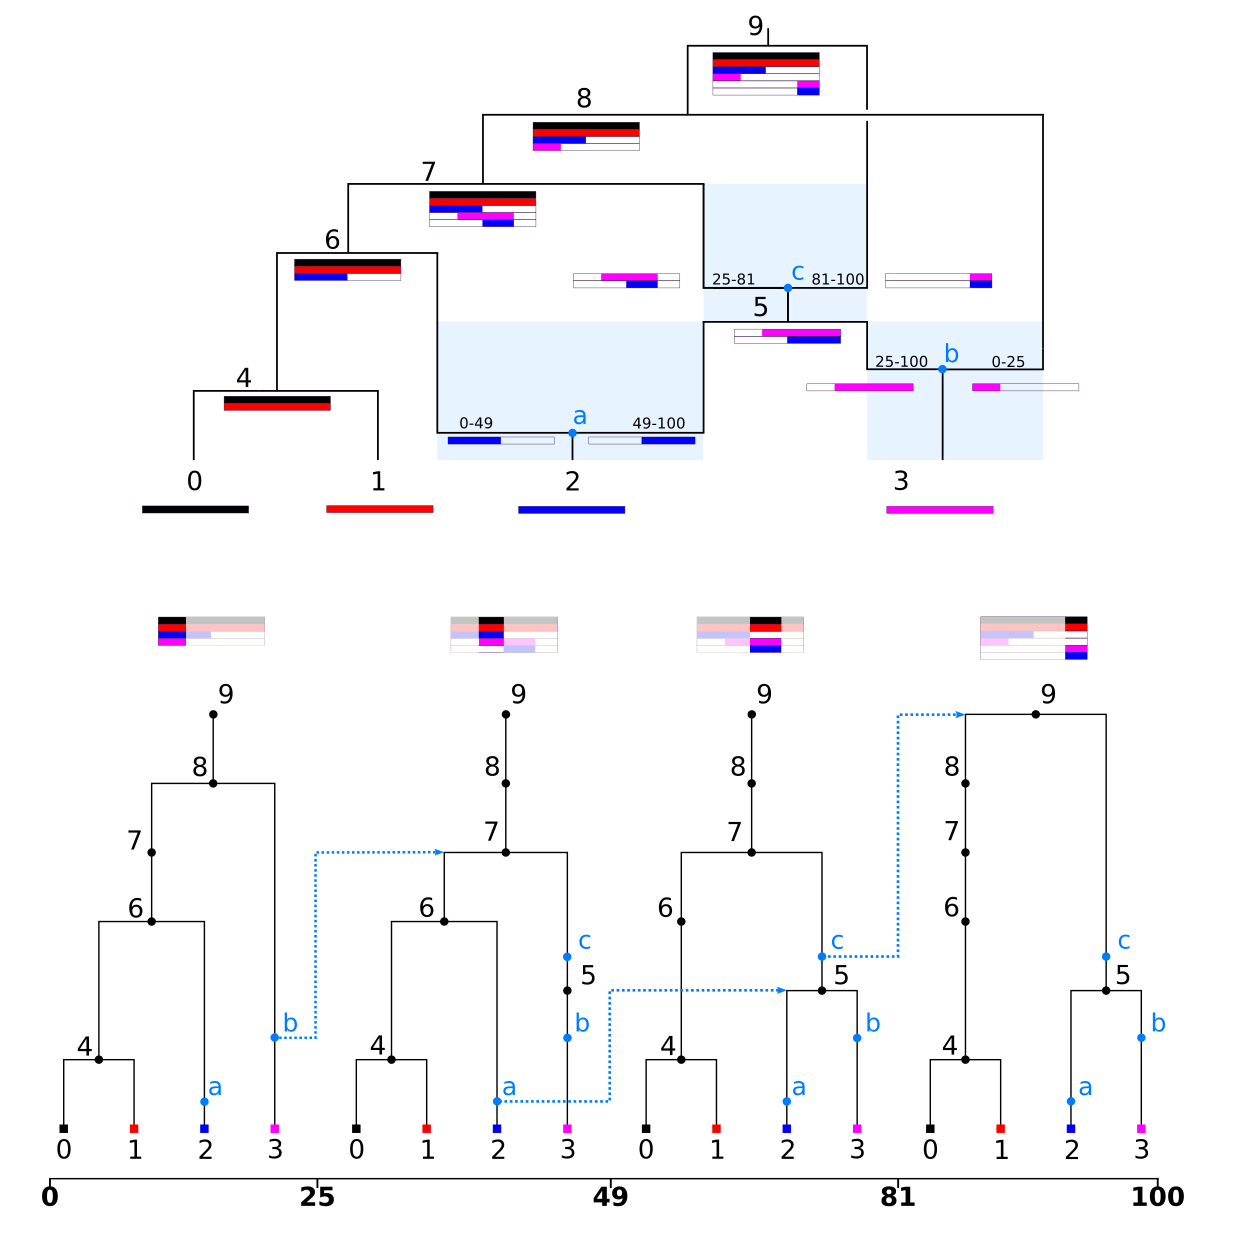 9
8
7
6
c
25-81 81-100
5
b
25-100 0-25
4
a
0-49 49-100
0 1 2 3
9 9 9 9
8 8 8 8
7 7 7 7
6 6 6 6
c c c
5 5 5
b b b b
4 4 4 4
a a a a
0 1 2 3 0 1 2 3 0 1 2 3 0 1 2 3
0 25 49 81 100